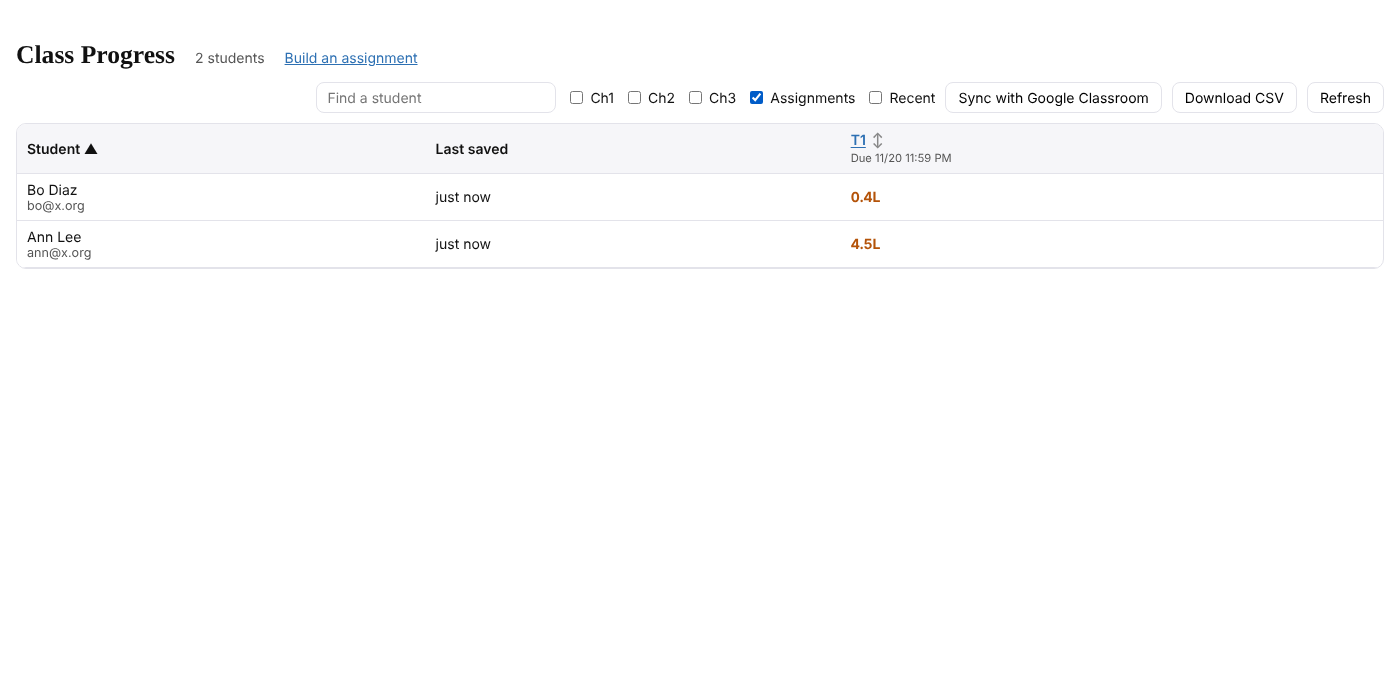 Class Progress 2 students Build an assignment
Find a student Ch1 Ch2 Ch3 Assignments Recent Sync with Google Classroom Download CSV Refresh
Student ▲ Last saved T1 ↕
Due 11/20 11:59 PM
Bo Diaz just now 0.4L
bo@x.org
Ann Lee just now 4.5L
ann@x.org